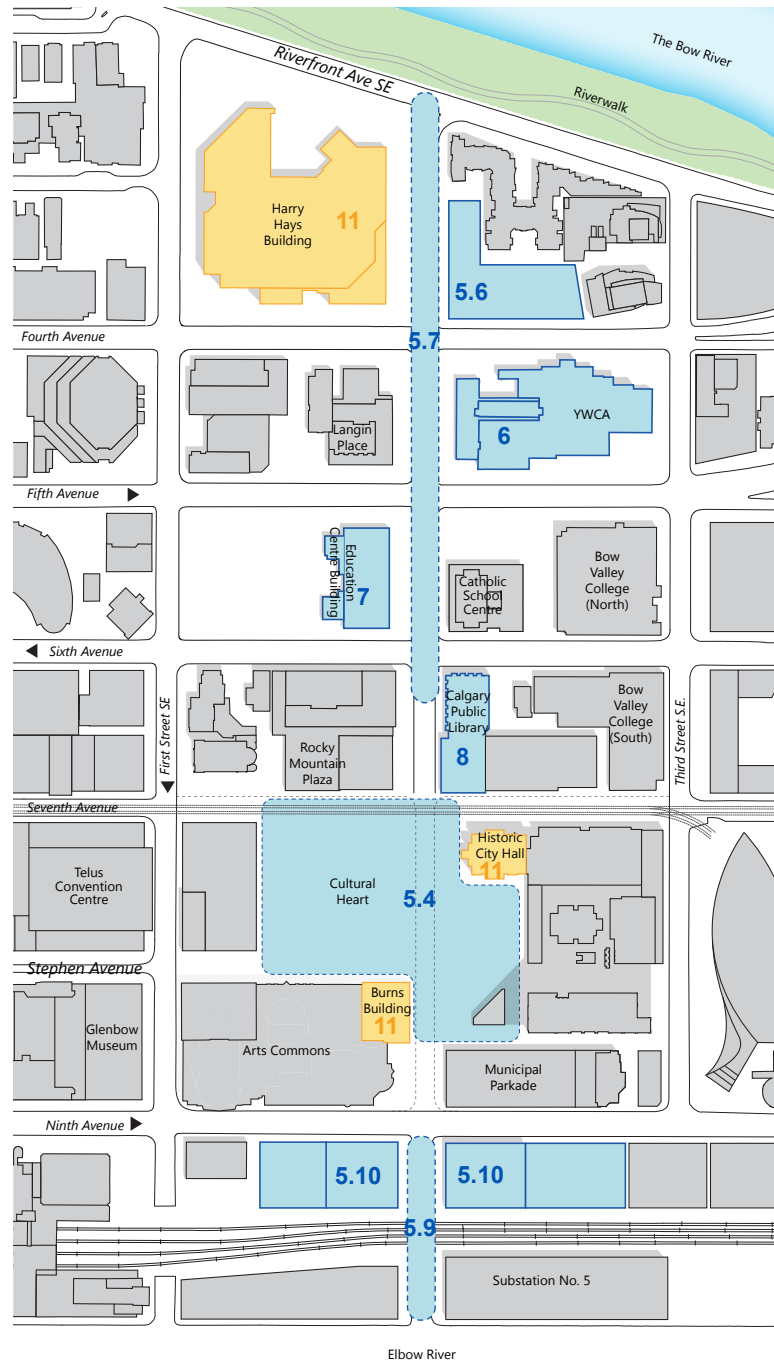 The Bow River
Riverfront Ave SE
Riverwalk
Harry
Hays
Building
11
5.6
Fourth Avenue
5.7
Langin
Place
6
YWCA
Fifth Avenue
Education
Centre Building
7
Catholic
School
Centre
Bow
Valley
College
(North)
Sixth Avenue
First Street SE
Rocky
Mountain
Plaza
Calgary
Public
Library
8
Bow
Valley
College
(South)
Third Street S.E.
Seventh Avenue
Telus
Convention
Centre
Cultural
Heart
5.4
Historic
City Hall
11
Stephen Avenue
Glenbow
Museum
Burns
Building
11
Arts Commons
Municipal
Parkade
Ninth Avenue
5.10
5.10
5.9
Substation No. 5
Elbow River